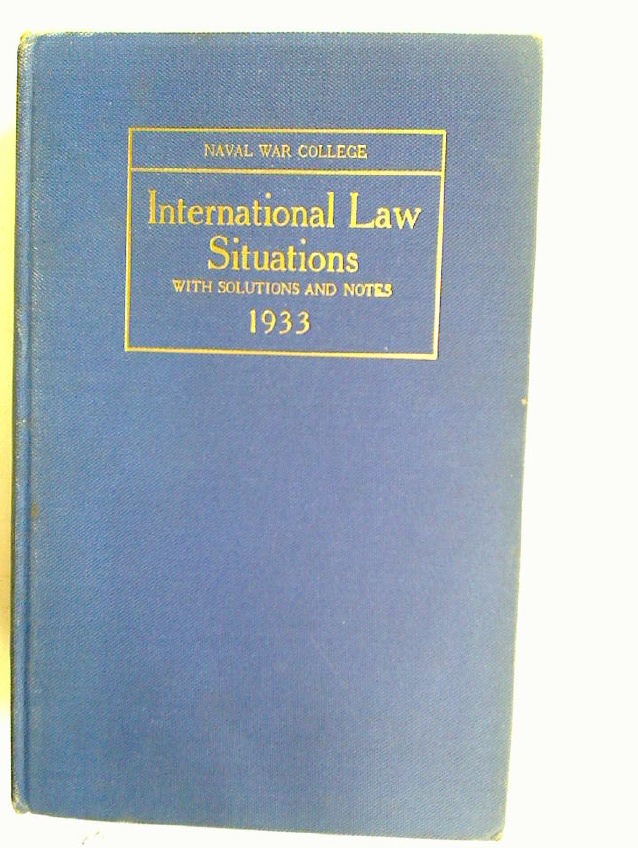 NAVAL WAR COLLEGE
International Law
Situations
WITH SOLUTIONS AND NOTES
1933